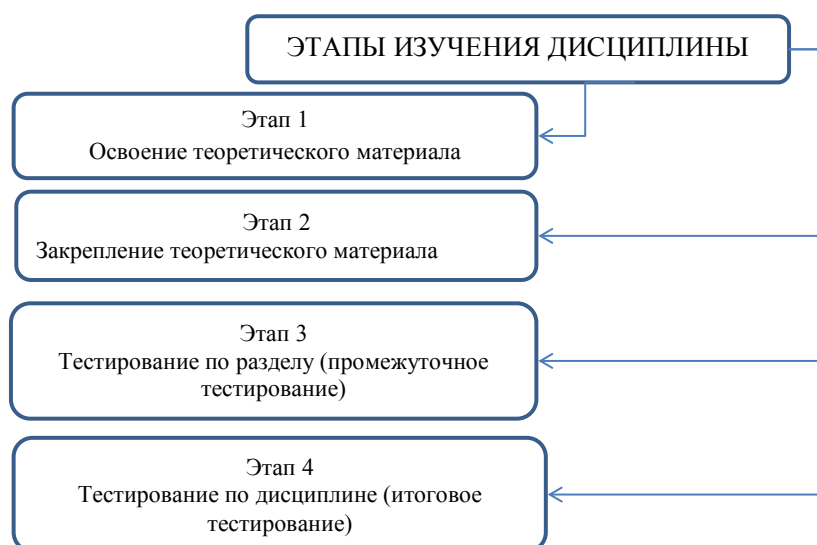 ЭТАПЫ ИЗУЧЕНИЯ ДИСЦИПЛИНЫ
Этап 1
Освоение теоретического материала
Этап 2
Закрепление теоретического материала
Этап 3
Тестирование по разделу (промежуточное
тестирование)
Этап 4
Тестирование по дисциплине (итоговое
тестирование)